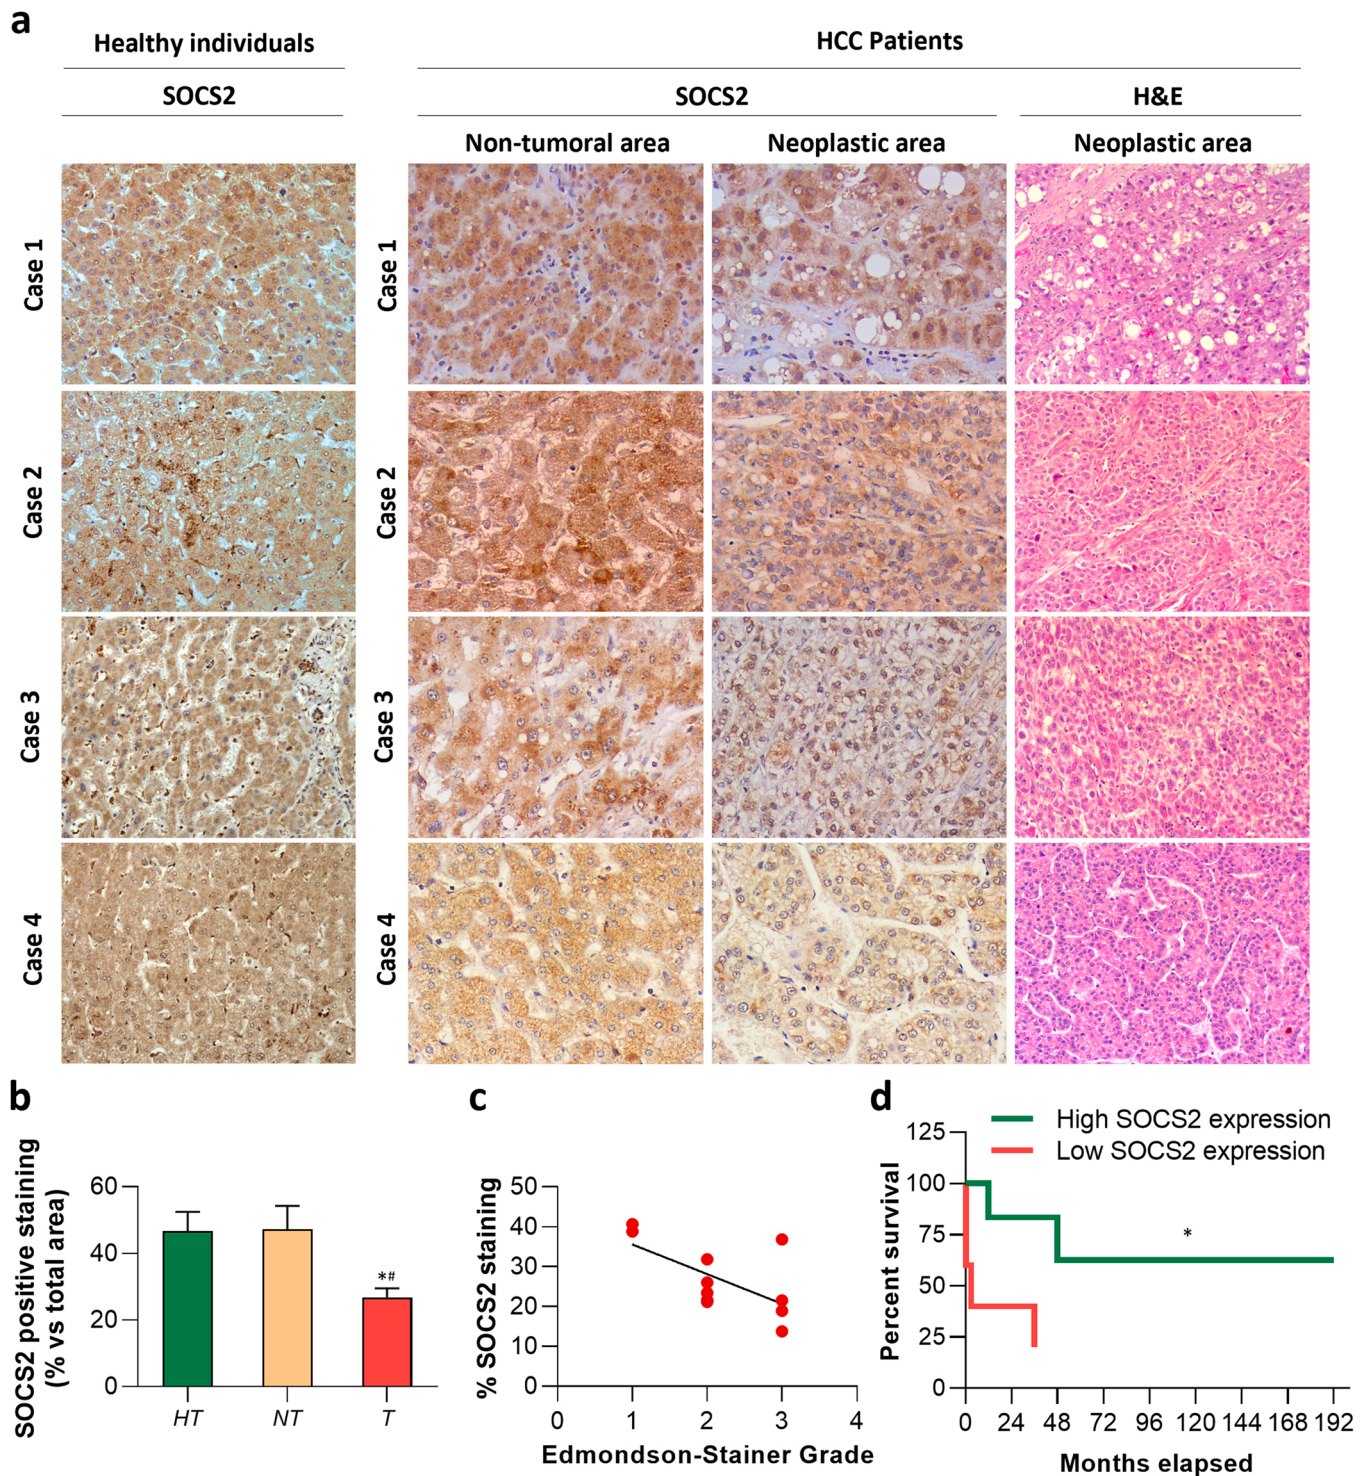 a
Healthy individuals
HCC Patients
SOCS2
SOCS2
H&E
Non-tumoral area
Neoplastic area
Neoplastic area
Case 1
Case 1
Case 2
Case 2
Case 3
Case 3
Case 4
Case 4
b
SOCS2 positive staining
(% vs total area)
60
40
20
0
*#
HT
NT
T
c
% SOCS2 staining
50
40
30
20
10
0
0
1
2
3
4
Edmondson-Stainer Grade
d
High SOCS2 expression
Low SOCS2 expression
Percent survival
125
100
75
50
25
0
*
0
24
48
72
96
120
144
168
192
Months elapsed